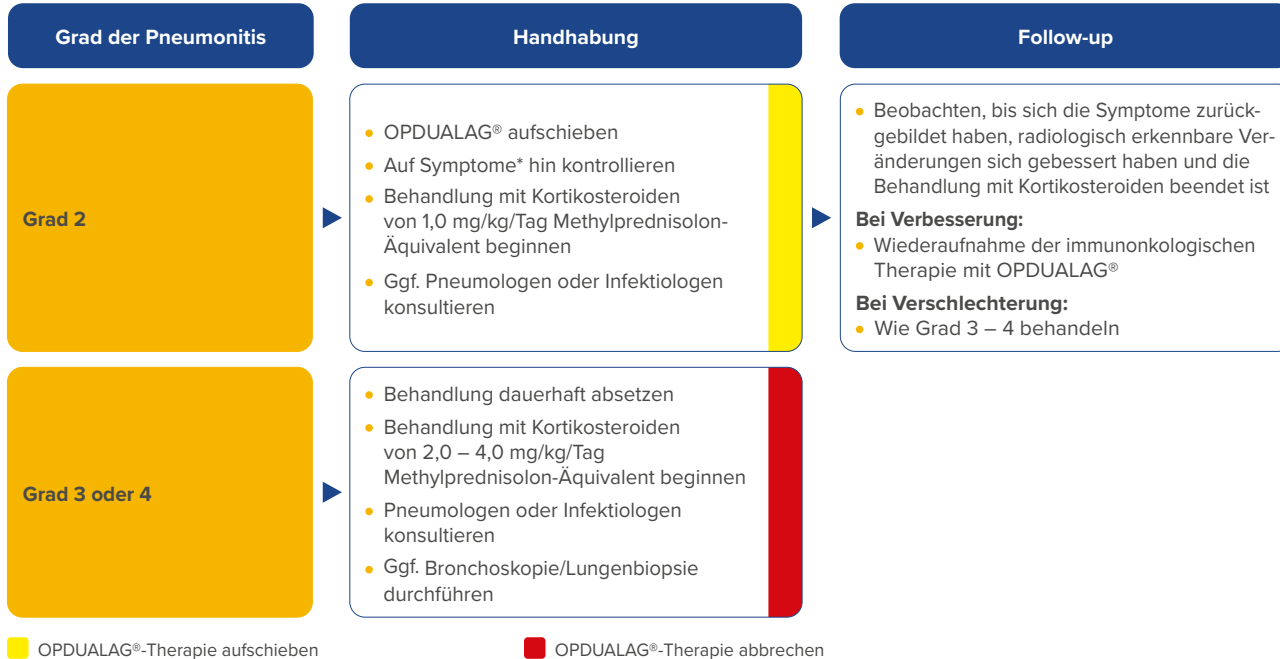 Grad der Pneumonitis
Handhabung
Follow-up
Grad 2
• OPDUALAG® aufschieben
• Auf Symptome* hin kontrollieren
• Behandlung mit Kortikosteroiden
von 1,0 mg/kg/Tag Methylprednisolon-
Äquivalent beginnen
• Ggf. Pneumologen oder Infektiologen
konsultieren
• Beobachten, bis sich die Symptome zurück-
gebildet haben, radiologisch erkennbare Ver-
änderungen sich gebessert haben und die
Behandlung mit Kortikosteroiden beendet ist
Bei Verbesserung:
• Wiederaufnahme der immunonkologischen
Therapie mit OPDUALAG®
Bei Verschlechterung:
• Wie Grad 3 – 4 behandeln
Grad 3 oder 4
• Behandlung dauerhaft absetzen
• Behandlung mit Kortikosteroiden
von 2,0 – 4,0 mg/kg/Tag
Methylprednisolon-Äquivalent beginnen
• Pneumologen oder Infektiologen
konsultieren
• Ggf. Bronchoskopie/Lungenbiopsie
durchführen
OPDUALAG®-Therapie aufschieben
OPDUALAG®-Therapie abbrechen